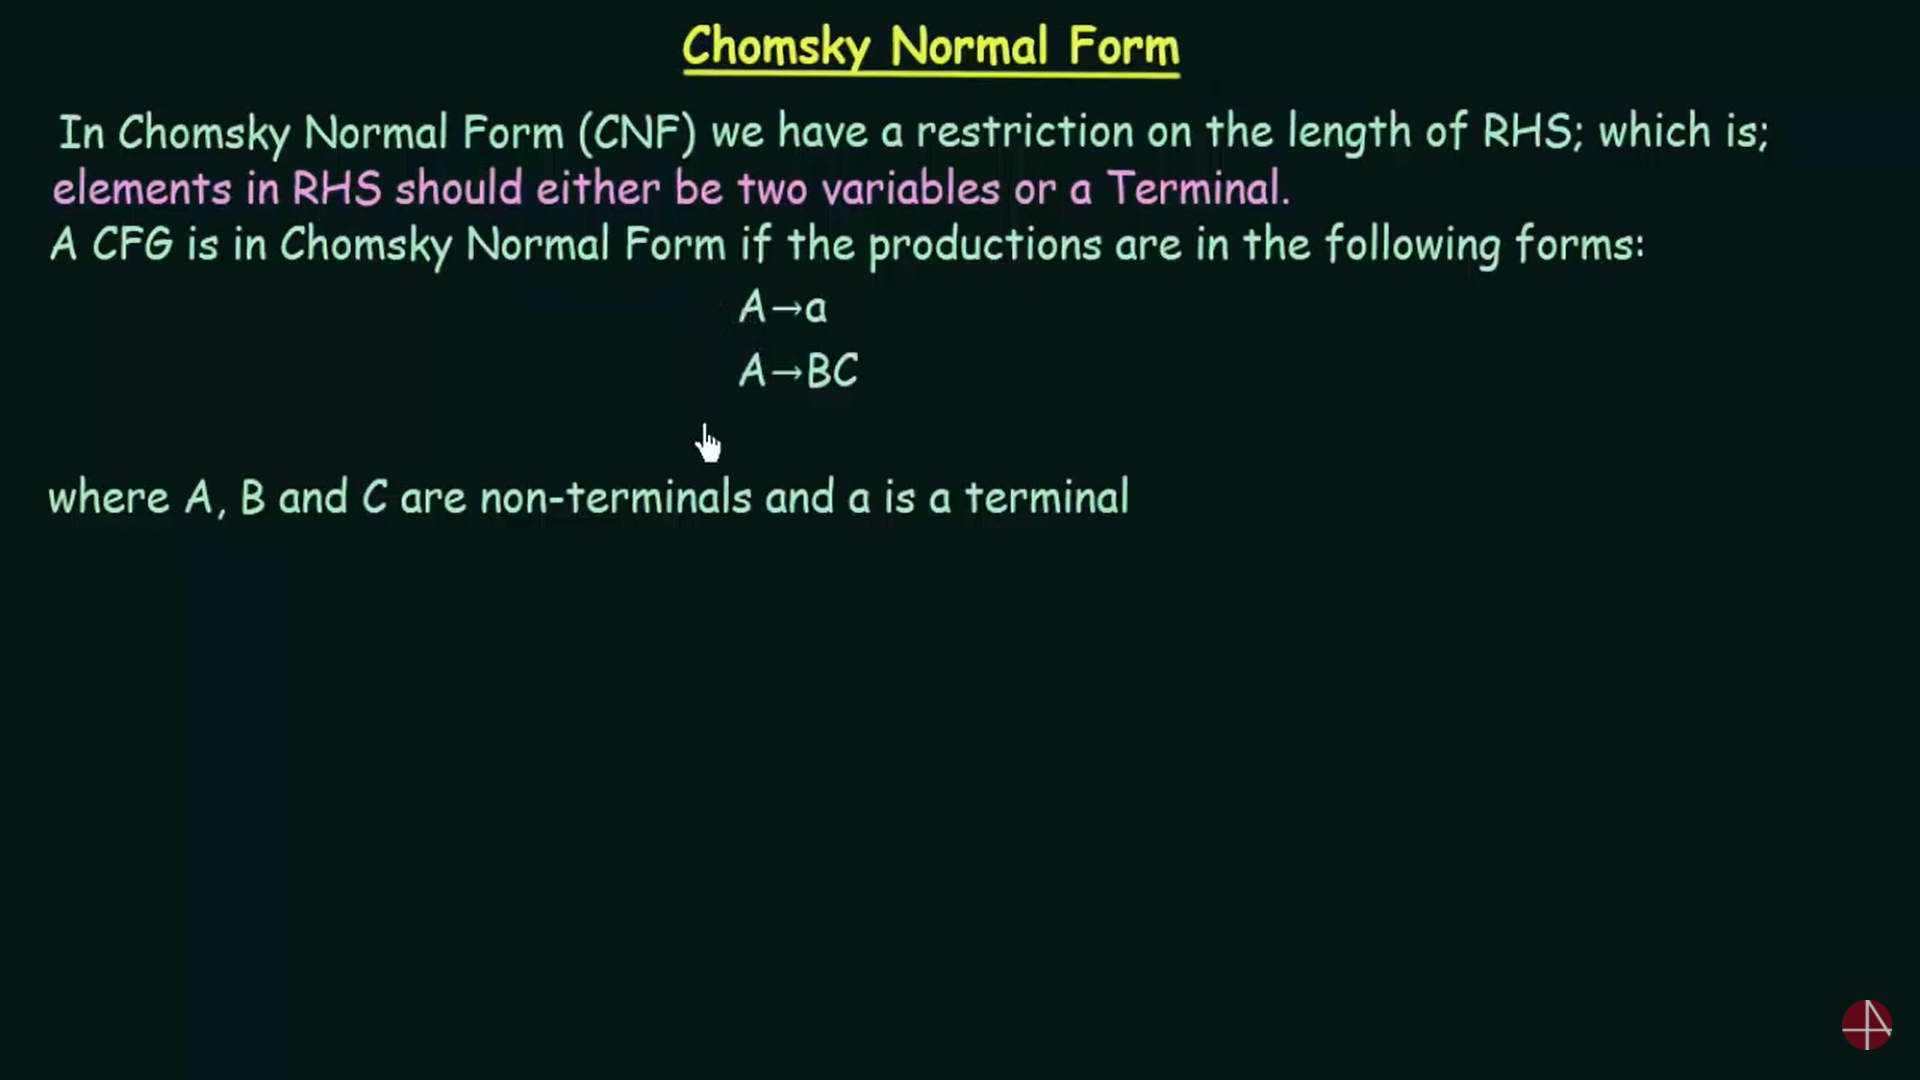 Chomsky Normal Form
In Chomsky Normal Form (CNF) we have a restriction on the length of RHS; which is;
elements in RHS should either be two variables or a Terminal.
A CFG is in Chomsky Normal Form if the productions are in the following forms:
A→a
A→BC
where A, B and C are non-terminals and a is a terminal